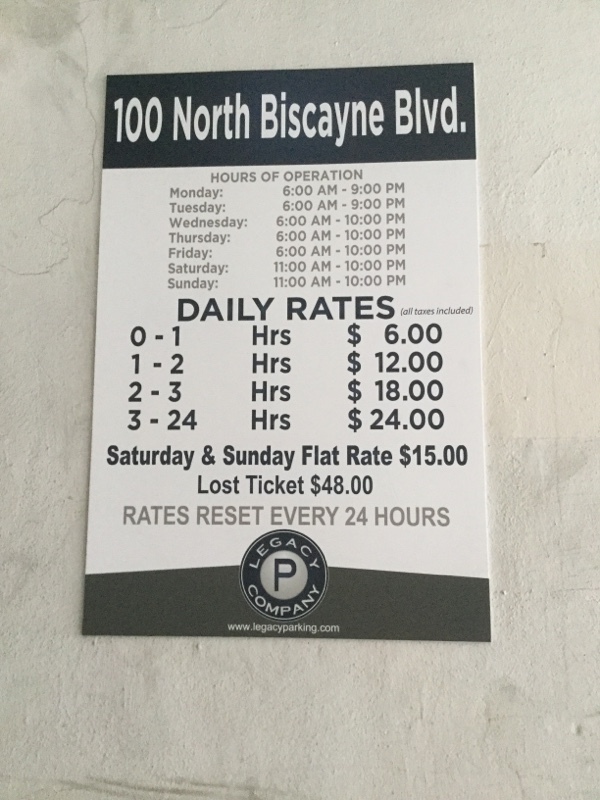 100 North Biscayne Blvd.
HOURS OF OPERATION
Monday: 6:00 AM - 9:00 PM
Tuesday: 6:00 AM - 9:00 PM
Wednesday: 6:00 AM - 10:00 PM
Thursday: 6:00 AM - 10:00 PM
Friday: 6:00 AM - 10:00 PM
Saturday: 11:00 AM - 10:00 PM
Sunday: 11:00 AM - 10:00 PM
DAILY RATES (all taxes included)
0 - 1 Hrs $ 6.00
1 - 2 Hrs $ 12.00
2 - 3 Hrs $ 18.00
3 - 24 Hrs $ 24.00
Saturday & Sunday Flat Rate $15.00
Lost Ticket $48.00
RATES RESET EVERY 24 HOURS
LEGACY
P
COMPANY
www.legacyparking.com